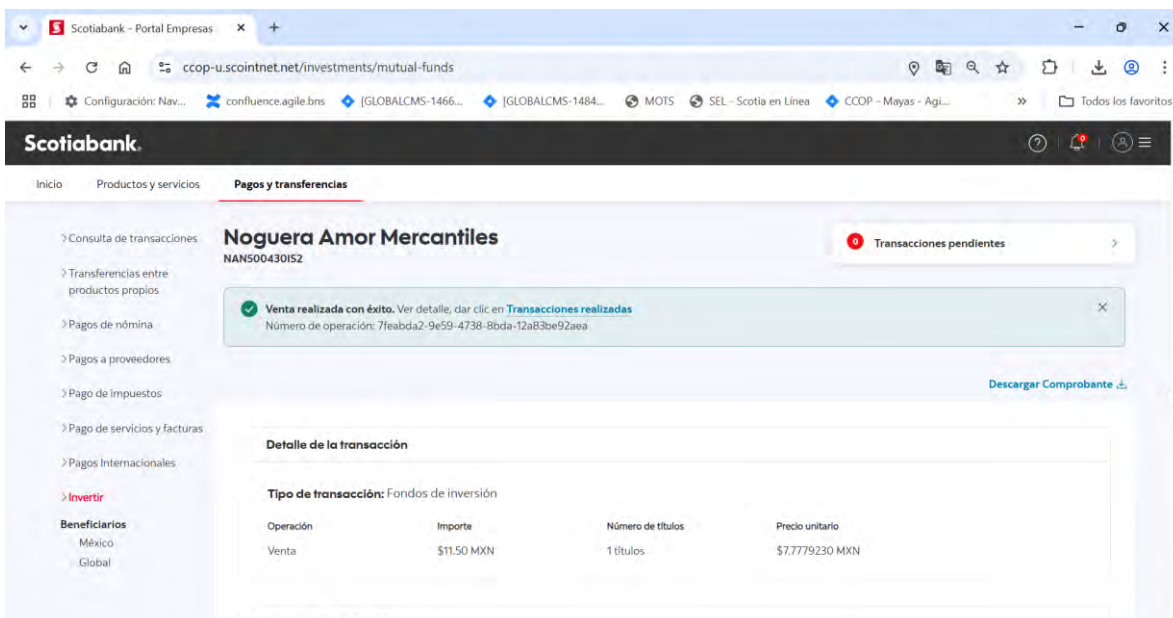 Scotiabank - Portal Empresas
ccop-u.scointnet.net/investments/mutual-funds
Configuración: Nav...
confluence.agile.bns
[GLOBALCMS-1466...
[GLOBALCMS-1484...
MOTS
SEL - Scotia en Línea
CCOP - Mayas - Agi...
Todos los favoritos
Scotiabank
Inicio
Productos y servicios
Pagos y transferencias
Consulta de transacciones
Transferencias entre
productos propios
Pagos de nómina
Pagos a proveedores
Pago de impuestos
Pago de servicios y facturas
Pagos Internacionales
Invertir
Beneficiarios
México
Global
Noguera Amor Mercantiles
NAN500430IS2
0 Transacciones pendientes
Venta realizada con éxito. Ver detalle, dar clic en Transacciones realizadas
Número de operación: 7feabda2-9e59-4738-8bda-12a83be92aea
Descargar Comprobante
Detalle de la transacción
Tipo de transacción: Fondos de inversión
Operación Importe Número de títulos Precio unitario
Venta $11.50 MXN 1 títulos $7.7779230 MXN